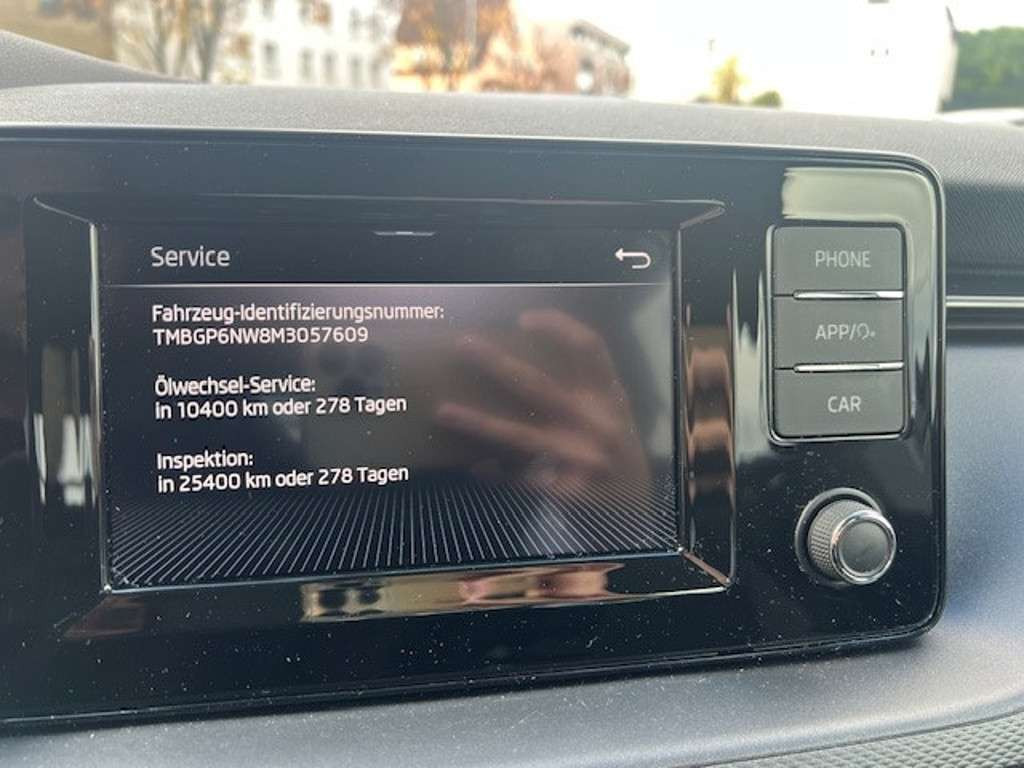 Service
Fahrzeug-Identifizierungsnummer:
TMBGP6NW8M3057609
Ölwechsel-Service:
in 10400 km oder 278 Tagen
Inspektion:
in 25400 km oder 278 Tagen
PHONE
APP/
CAR